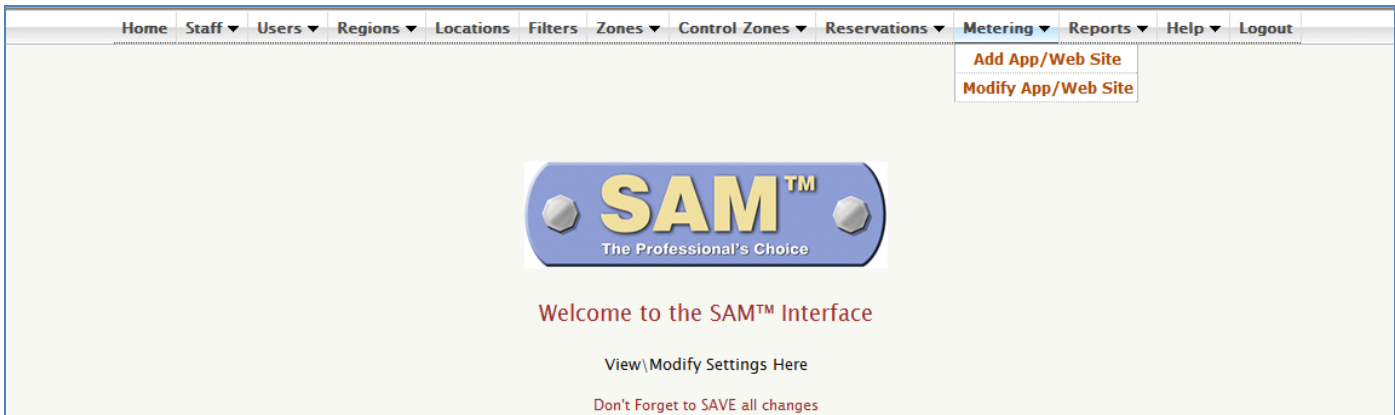 Home Staff Users Regions Locations Filters Zones Control Zones Reservations Metering Reports Help Logout
Add App/Web Site
Modify App/Web Site
SAM™
The Professional's Choice
Welcome to the SAM™ Interface
View\Modify Settings Here
Don't Forget to SAVE all changes